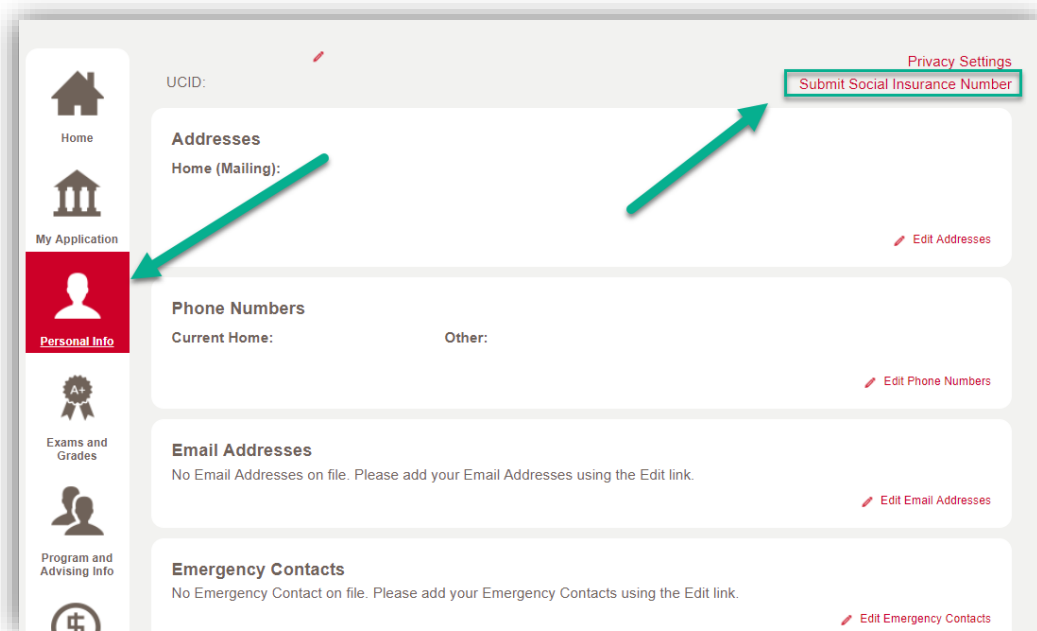 Home
My Application
Personal Info
A+
Exams and
Grades
Program and
Advising Info
$
UCID:
Privacy Settings
Submit Social Insurance Number
Addresses
Home (Mailing):
Edit Addresses
Phone Numbers
Current Home:
Other:
Edit Phone Numbers
Email Addresses
No Email Addresses on file. Please add your Email Addresses using the Edit link.
Edit Email Addresses
Emergency Contacts
No Emergency Contact on file. Please add your Emergency Contacts using the Edit link.
Edit Emergency Contacts